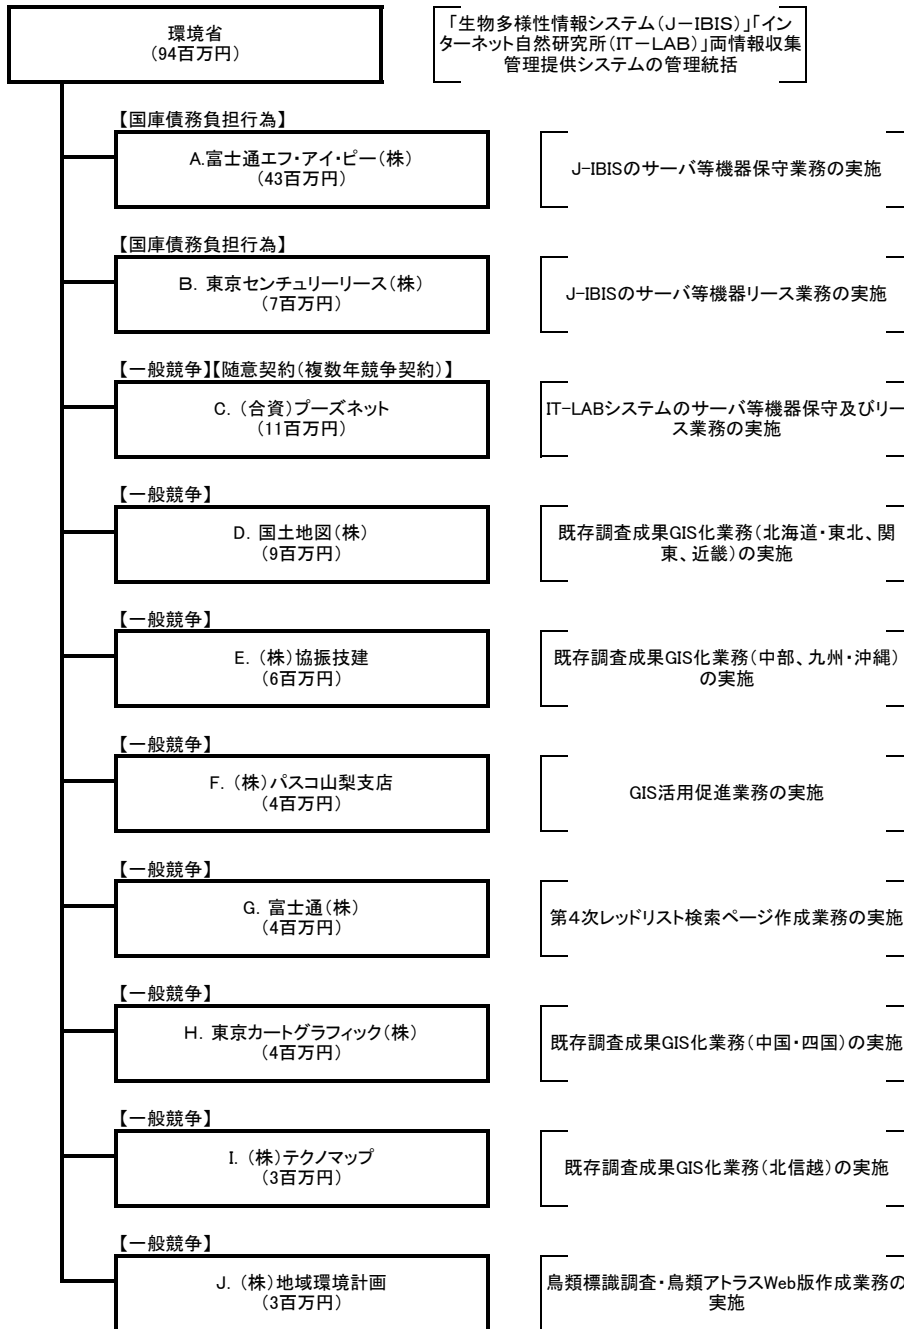 環境省
(94百万円)
「生物多様性情報システム(J－IBIS)」「イン
ターネット自然研究所(IT－LAB)」両情報収集
管理提供システムの管理統括
【国庫債務負担行為】
A.富士通エフ・アイ・ピー(株)
(43百万円)
J-IBISのサーバ等機器保守業務の実施
【国庫債務負担行為】
B. 東京センチュリーリース(株)
(7百万円)
J-IBISのサーバ等機器リース業務の実施
【一般競争】【随意契約(複数年競争契約)】
C. (合資)プーズネット
(11百万円)
IT-LABシステムのサーバ等機器保守及びリー
ス業務の実施
【一般競争】
D. 国土地図(株)
(9百万円)
既存調査成果GIS化業務(北海道・東北、関
東、近畿)の実施
【一般競争】
E. (株)協振技建
(6百万円)
既存調査成果GIS化業務(中部、九州・沖縄)
の実施
【一般競争】
F. (株)パスコ山梨支店
(4百万円)
GIS活用促進業務の実施
【一般競争】
G. 富士通(株)
(4百万円)
第4次レッドリスト検索ページ作成業務の実施
【一般競争】
H. 東京カートグラフィック(株)
(4百万円)
既存調査成果GIS化業務(中国・四国)の実施
【一般競争】
I. (株)テクノマップ
(3百万円)
既存調査成果GIS化業務(北信越)の実施
【一般競争】
J. (株)地域環境計画
(3百万円)
鳥類標識調査・鳥類アトラスWeb版作成業務の
実施